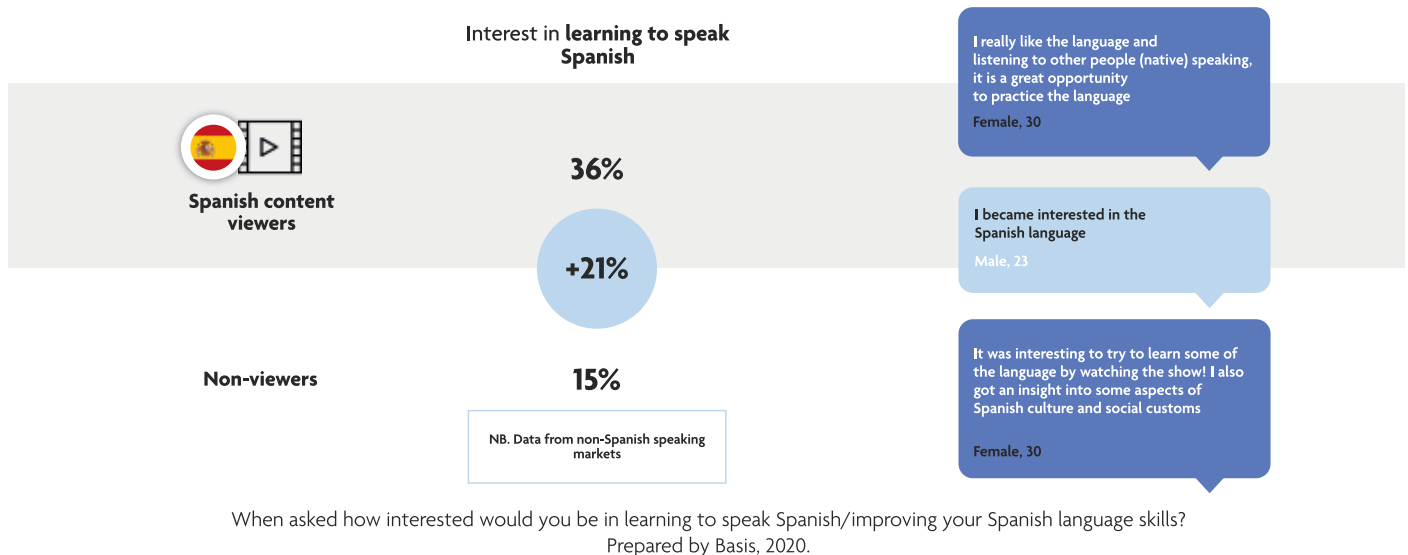 Interest in learning to speak
Spanish
Spanish content
viewers
36%
+21%
Non-viewers
15%
NB. Data from non-Spanish speaking
markets
I really like the language and
listening to other people (native) speaking,
it is a great opportunity
to practice the language
Female, 30
I became interested in the
Spanish language
Male, 23
It was interesting to try to learn some of
the language by watching the show! I also
got an insight into some aspects of
Spanish culture and social customs
Female, 30
When asked how interested would you be in learning to speak Spanish/improving your Spanish language skills?
Prepared by Basis, 2020.